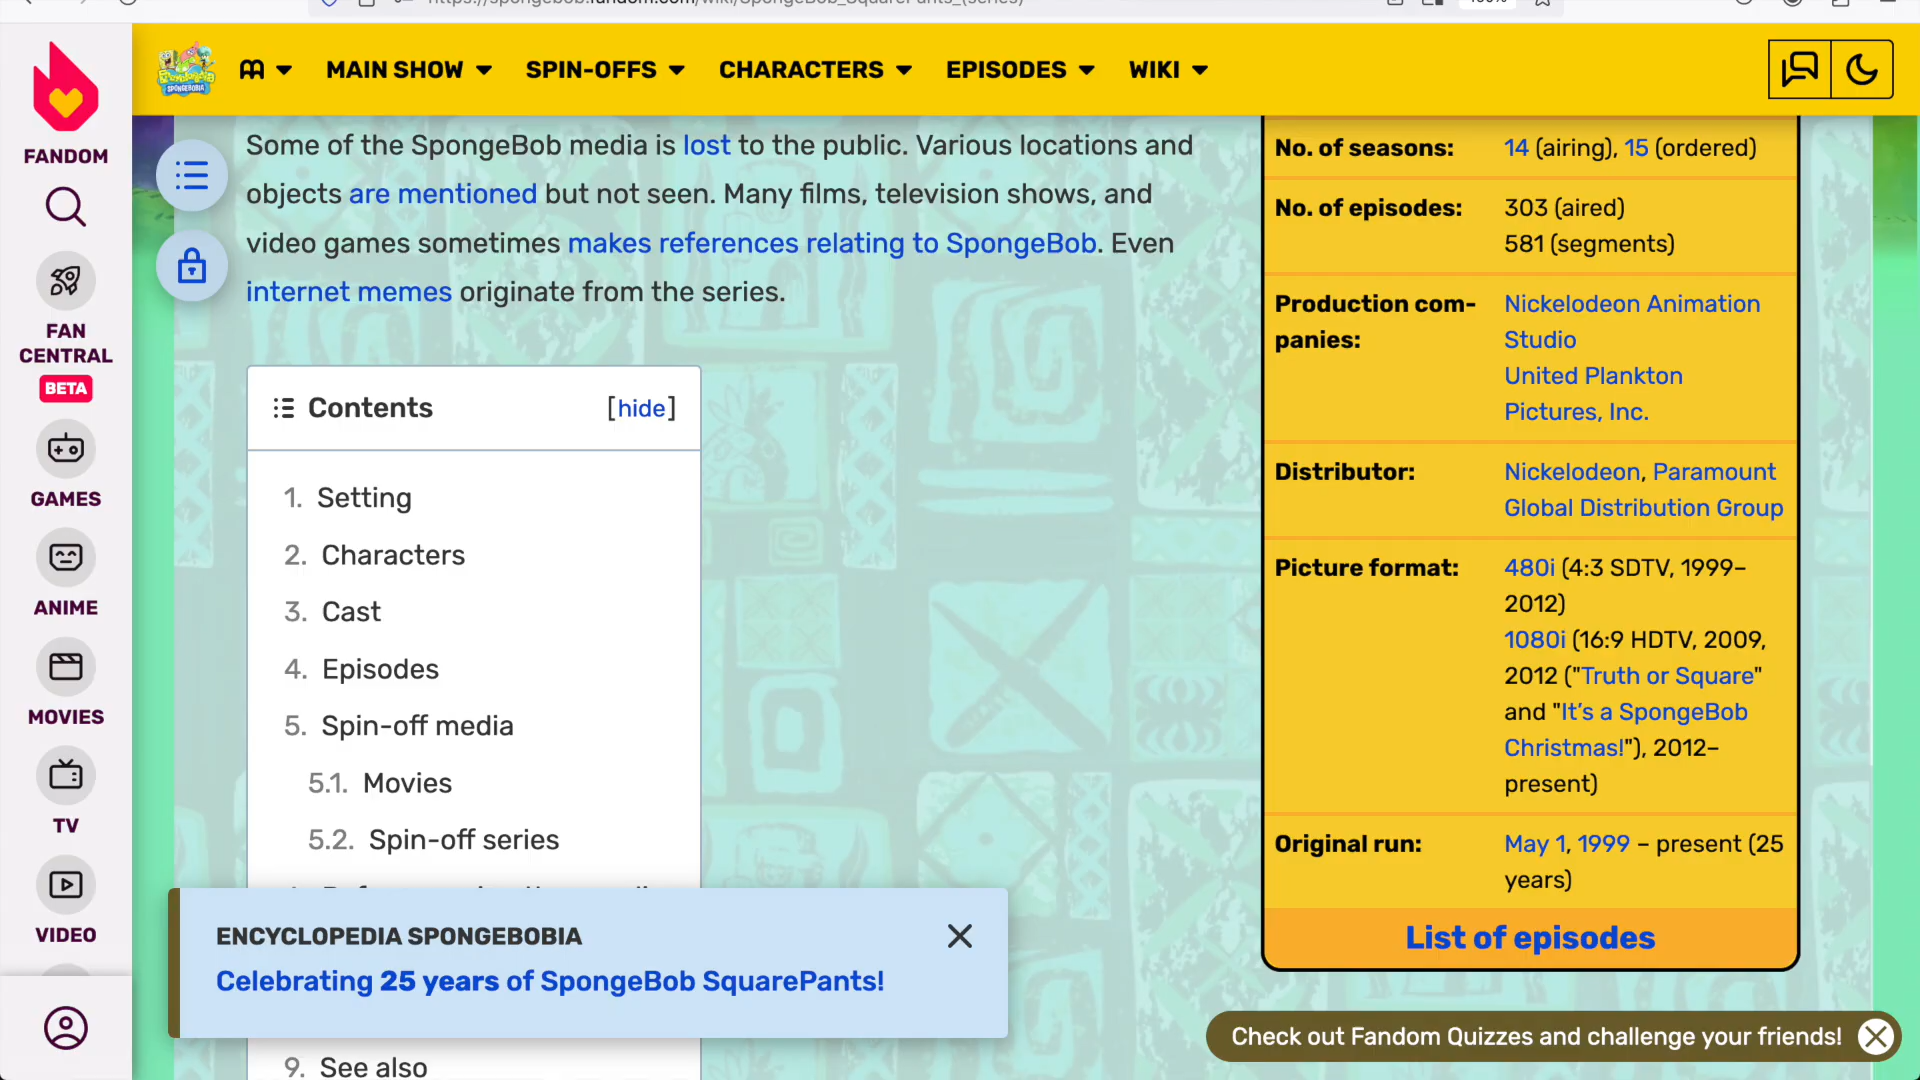 MAIN SHOW
SPIN-OFFS
CHARACTERS
EPISODES
WIKI
FANDOM
FAN
CENTRAL
BETA
GAMES
ANIME
MOVIES
TV
VIDEO
Some of the SpongeBob media is lost to the public. Various locations and
objects are mentioned but not seen. Many films, television shows, and
video games sometimes makes references relating to SpongeBob. Even
internet memes originate from the series.
Contents [hide]
1. Setting
2. Characters
3. Cast
4. Episodes
5. Spin-off media
5.1. Movies
5.2. Spin-off series
9. See also
ENCYCLOPEDIA SPONGEBOBIA
Celebrating 25 years of SpongeBob SquarePants!
No. of seasons: 14 (airing), 15 (ordered)
No. of episodes: 303 (aired)
581 (segments)
Production com-
panies:
Nickelodeon Animation
Studio
United Plankton
Pictures, Inc.
Distributor: Nickelodeon, Paramount
Global Distribution Group
Picture format: 480i (4:3 SDTV, 1999–
2012)
1080i (16:9 HDTV, 2009,
2012 ("Truth or Square"
and "It's a SpongeBob
Christmas!"), 2012–
present)
Original run: May 1, 1999 – present (25
years)
List of episodes
Check out Fandom Quizzes and challenge your friends!